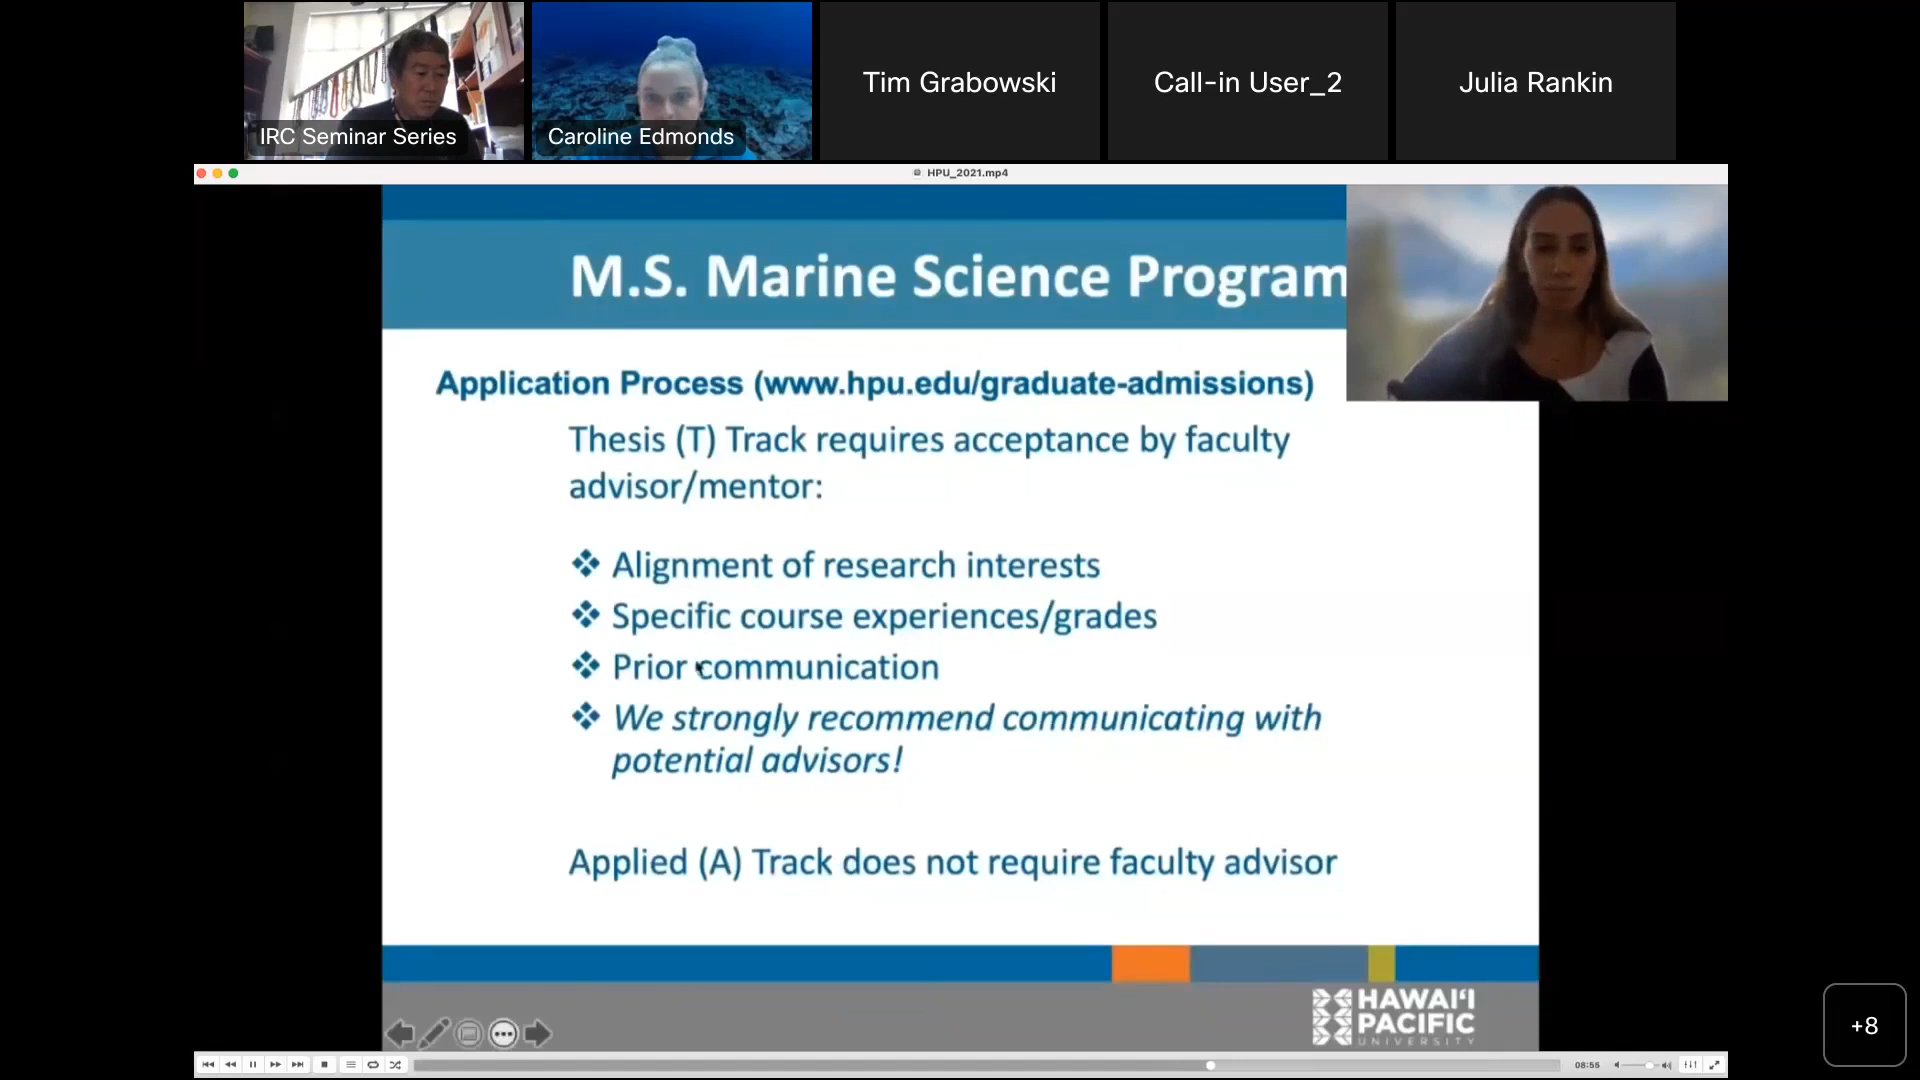 IRC Seminar Series
Caroline Edmonds
Tim Grabowski
Call-in User_2
Julia Rankin
HPU_2021.mp4
M.S. Marine Science Program
Application Process (www.hpu.edu/graduate-admissions)
Thesis (T) Track requires acceptance by faculty
advisor/mentor:
❖ Alignment of research interests
❖ Specific course experiences/grades
❖ Prior communication
❖ We strongly recommend communicating with
potential advisors!
Applied (A) Track does not require faculty advisor
HAWAIʻI
PACIFIC
UNIVERSITY
08:55
+8